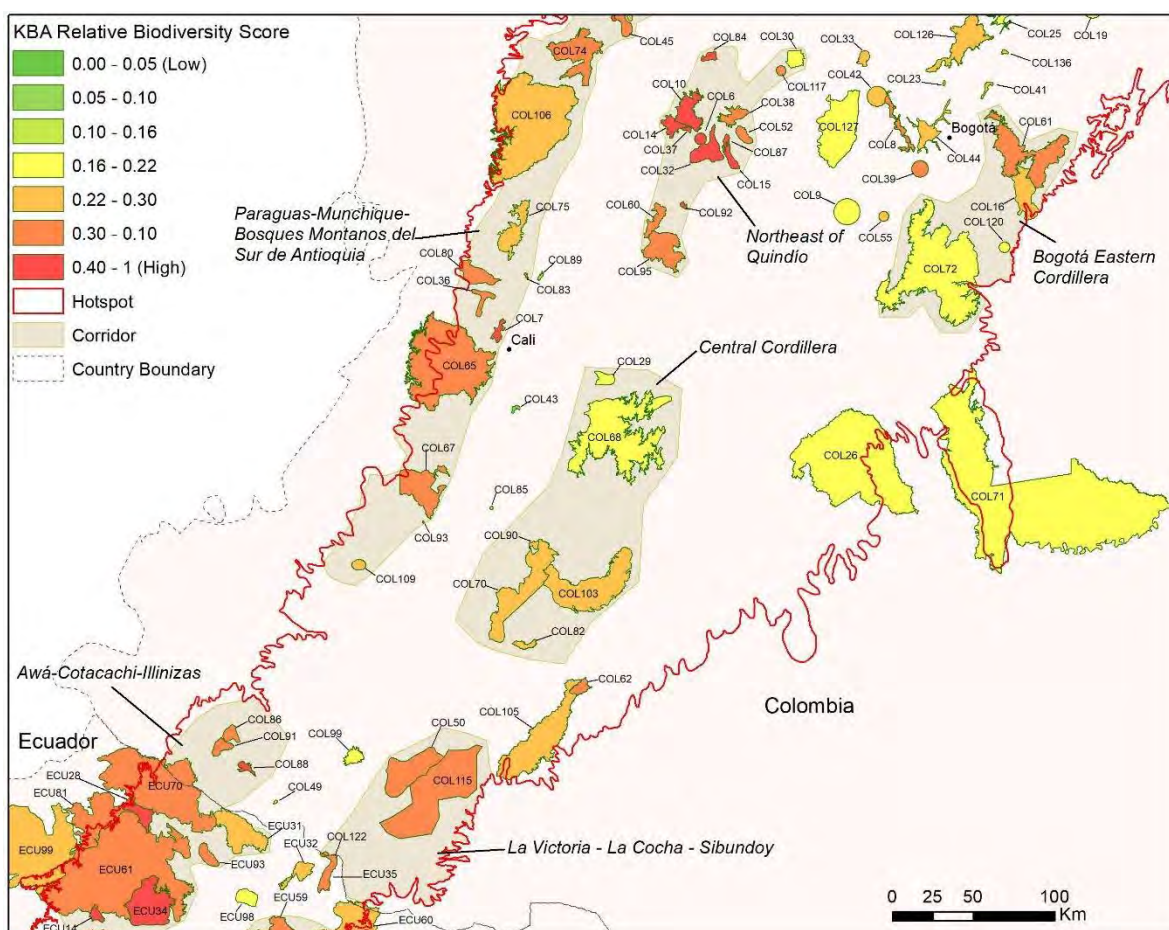 KBA Relative Biodiversity Score
0.00 - 0.05 (Low)
0.05 - 0.10
0.10 - 0.16
0.16 - 0.22
0.22 - 0.30
0.30 - 0.10
0.40 - 1 (High)
Hotspot
Corridor
Country Boundary
COL74
COL45
COL84
COL30
COL33
COL126
COL25
COL19
COL136
COL117
COL42
COL23
COL41
COL10
COL6
COL38
COL106
COL14
COL37
COL52
COL127
COL8
Bogotá
COL61
COL87
COL44
COL32
COL15
COL39
COL16
COL75
COL60
COL92
COL9
COL55
COL120
Paraguas-Munchique-
Bosques Montanos del
Sur de Antioquia
Northeast of
Quindío
Bogotá Eastern
Cordillera
COL80
COL89
COL95
COL72
COL36
COL83
COL7
Cali
COL65
Central Cordillera
COL29
COL43
COL68
COL67
COL26
COL71
COL85
COL93
COL90
COL109
COL70
COL103
COL82
Awá-Cotacachi-Illinizas
COL62
COL105
Colombia
COL86
COL50
COL91
COL99
Ecuador
COL88
COL115
ECU28
ECU70
ECU81
COL49
ECU31
COL122
ECU32
La Victoria - La Cocha - Sibundoy
ECU99
ECU61
ECU93
ECU35
ECU59
ECU34
ECU98
ECU60
ECU14
0 25 50 100
Km